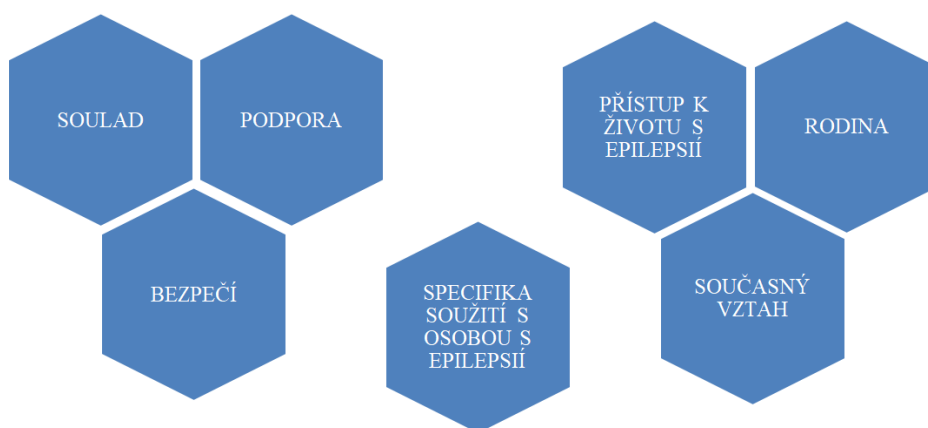 SOULAD
PODPORA
BEZPEČÍ
SPECIFIKA
SOUŽITÍ S
OSOBOU S
EPILEPSIÍ
PŘÍSTUP K
ŽIVOTU S
EPILEPSIÍ
RODINA
SOUČASNÝ
VZTAH